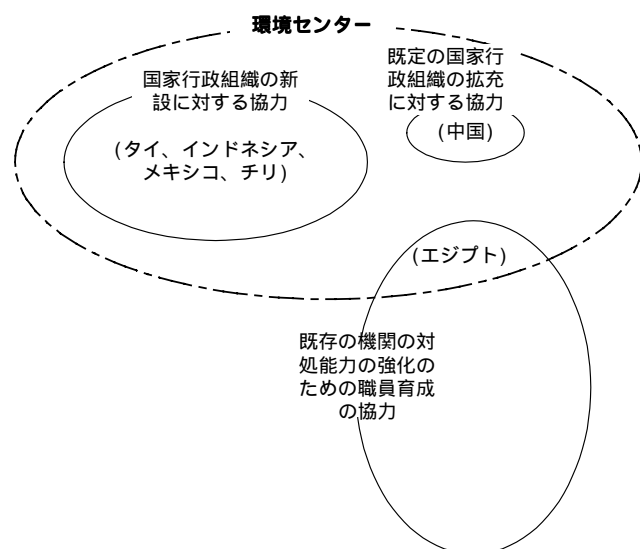 環境センター
国家行政組織の新
設に対する協力
(タイ、インドネシア、
メキシコ、チリ)
既定の国家行
政組織の拡充
に対する協力
(中国)
(エジプト)
既存の機関の対
処能力の強化の
ための職員育成
の協力